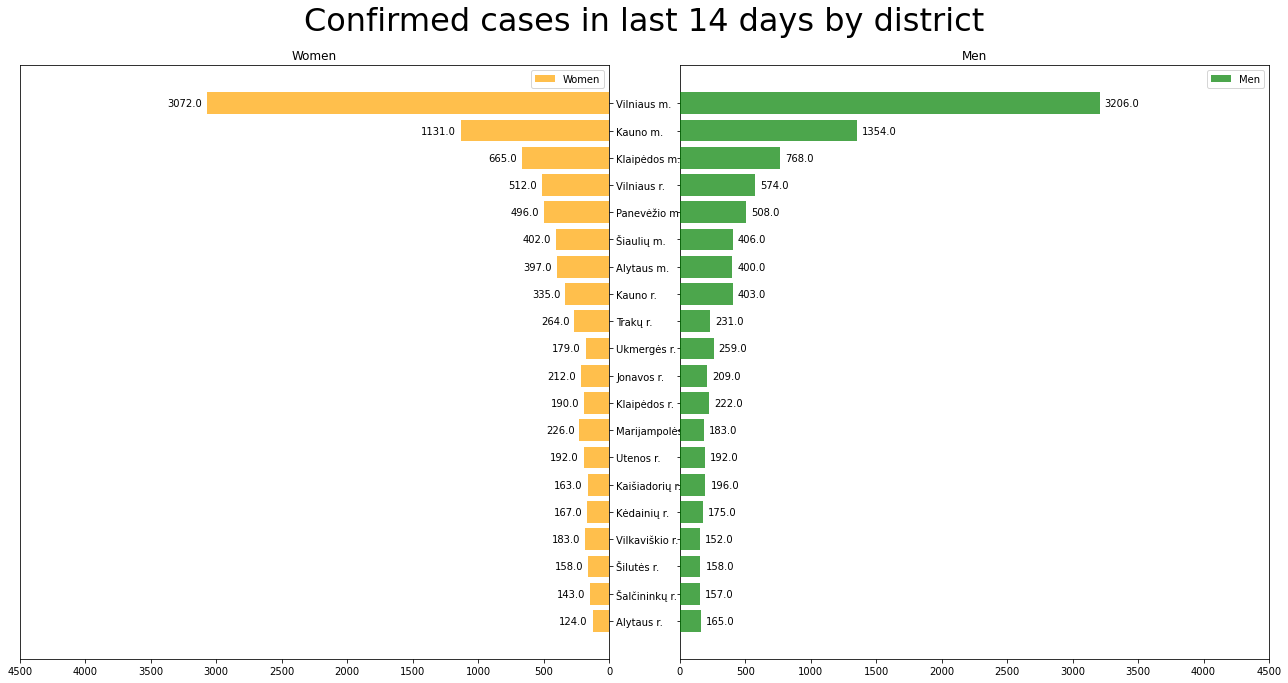 Confirmed cases in last 14 days by district
Women Men
Women Men
3072.0 Vilniaus m. 3206.0
1131.0 Kauno m. 1354.0
665.0 Klaipėdos m. 768.0
512.0 Vilniaus r. 574.0
496.0 Panevėžio m 508.0
402.0 Šiaulių m. 406.0
397.0 Alytaus m. 400.0
335.0 Kauno r. 403.0
264.0 Trakų r. 231.0
179.0 Ukmergės r. 259.0
212.0 Jonavos r. 209.0
190.0 Klaipėdos r. 222.0
226.0 Marijampolės 183.0
192.0 Utenos r. 192.0
163.0 Kaišiadorių r. 196.0
167.0 Kėdainių r. 175.0
183.0 Vilkaviškio r. 152.0
158.0 Šilutės r. 158.0
143.0 Šalčininkų r. 157.0
124.0 Alytaus r. 165.0
4500 4000 3500 3000 2500 2000 1500 1000 500 0 0 500 1000 1500 2000 2500 3000 3500 4000 4500